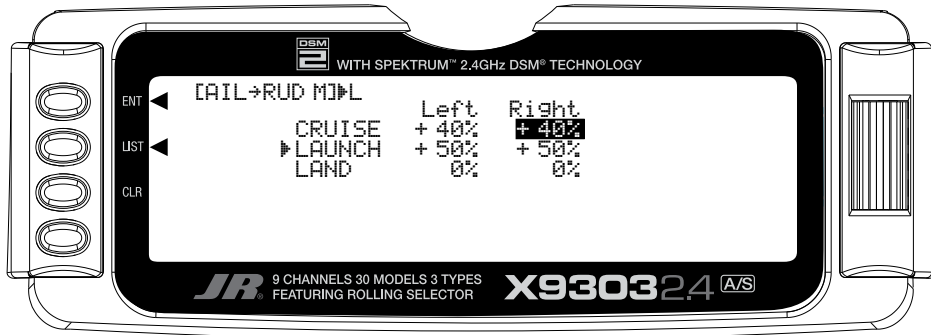 DSM
2 WITH SPEKTRUM™ 2.4GHz DSM® TECHNOLOGY
ENT
LIST
CLR
[AIL→RUD M]▶L
Left Right
CRUISE + 40% + 40%
▶LAUNCH + 50% + 50%
LAND 0% 0%
JR® 9 CHANNELS 30 MODELS 3 TYPES
FEATURING ROLLING SELECTOR
X9303 2.4 A/S